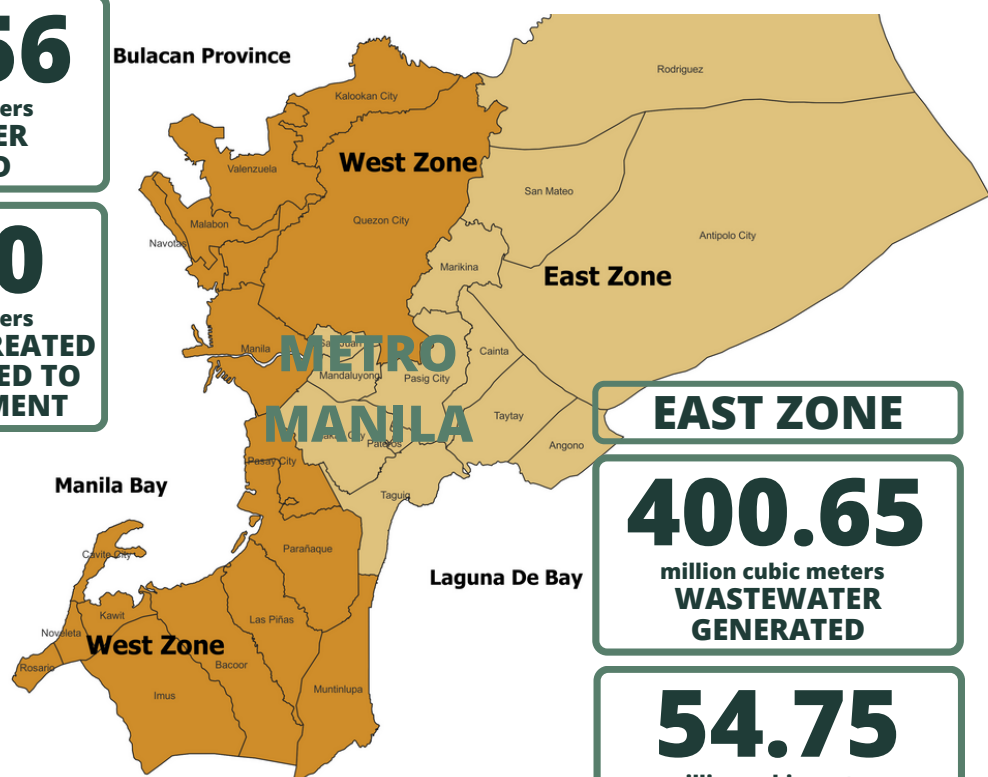 56
ers
ER
D
0
ers
REATED
ED TO
MENT
Bulacan Province
Rodriguez
Kalookan City
West Zone
Valenzuela
San Mateo
Malabon
Quezon City
Navotas
Antipolo City
Marikina
East Zone
METRO
MANILA
Manila
Cainta
Mandaluyong
Pasig City
Taytay
Pateros
Angono
Pasay City
Taguig
Manila Bay
Parañaque
Cavite City
Laguna De Bay
Kawit
Las Piñas
Noveleta
West Zone
Rosario
Bacoor
Imus
Muntinlupa
EAST ZONE
400.65
million cubic meters
WASTEWATER
GENERATED
54.75